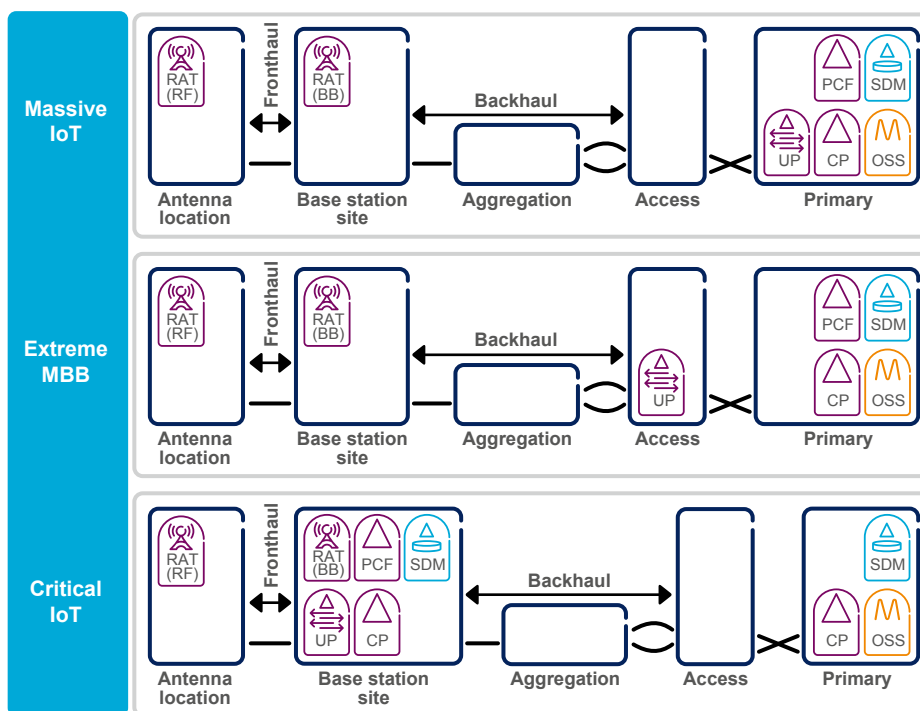 Massive
IoT
RAT
(RF)
Fronthaul
RAT
(BB)
Backhaul
PCF
SDM
UP
CP
OSS
Antenna
location
Base station
site
Aggregation
Access
Primary
Extreme
MBB
RAT
(RF)
Fronthaul
RAT
(BB)
Backhaul
UP
PCF
SDM
CP
OSS
Antenna
location
Base station
site
Aggregation
Access
Primary
Critical
IoT
RAT
(RF)
Fronthaul
RAT
(BB)
PCF
SDM
UP
CP
Backhaul
SDM
CP
OSS
Antenna
location
Base station
site
Aggregation
Access
Primary